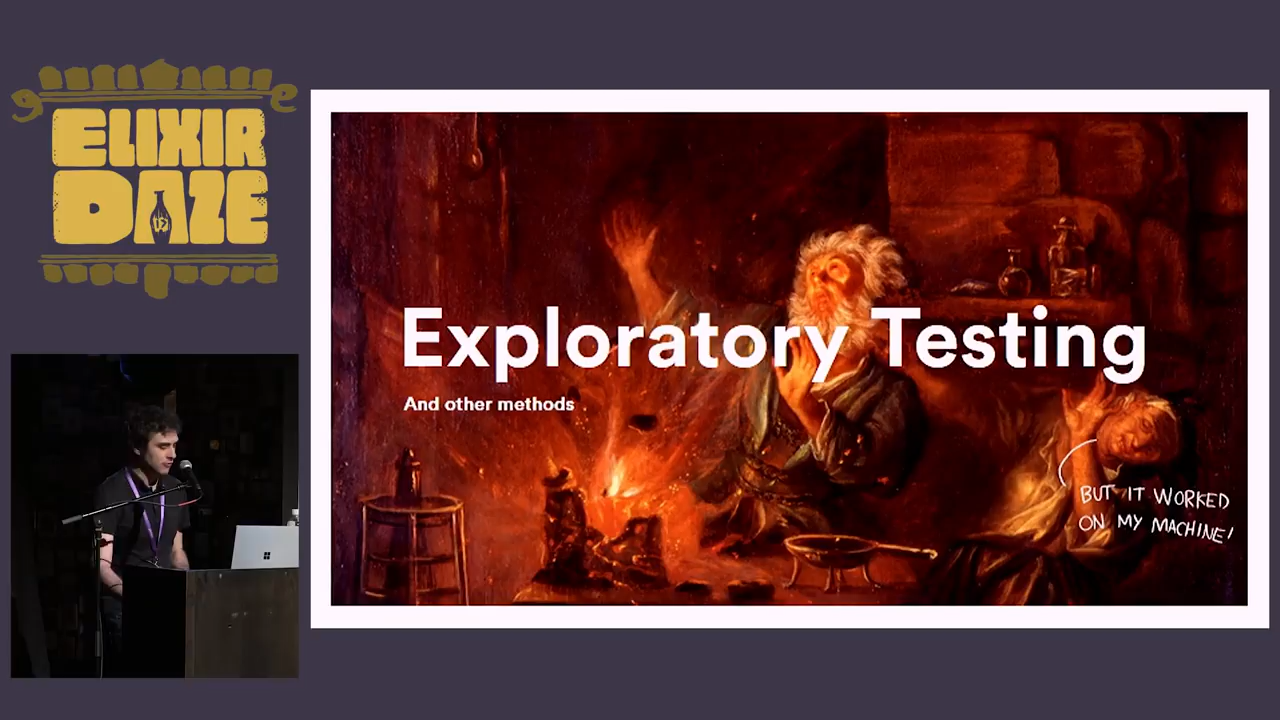 ELIXIR
DAZE
Exploratory Testing
And other methods
BUT IT WORKED
ON MY MACHINE!